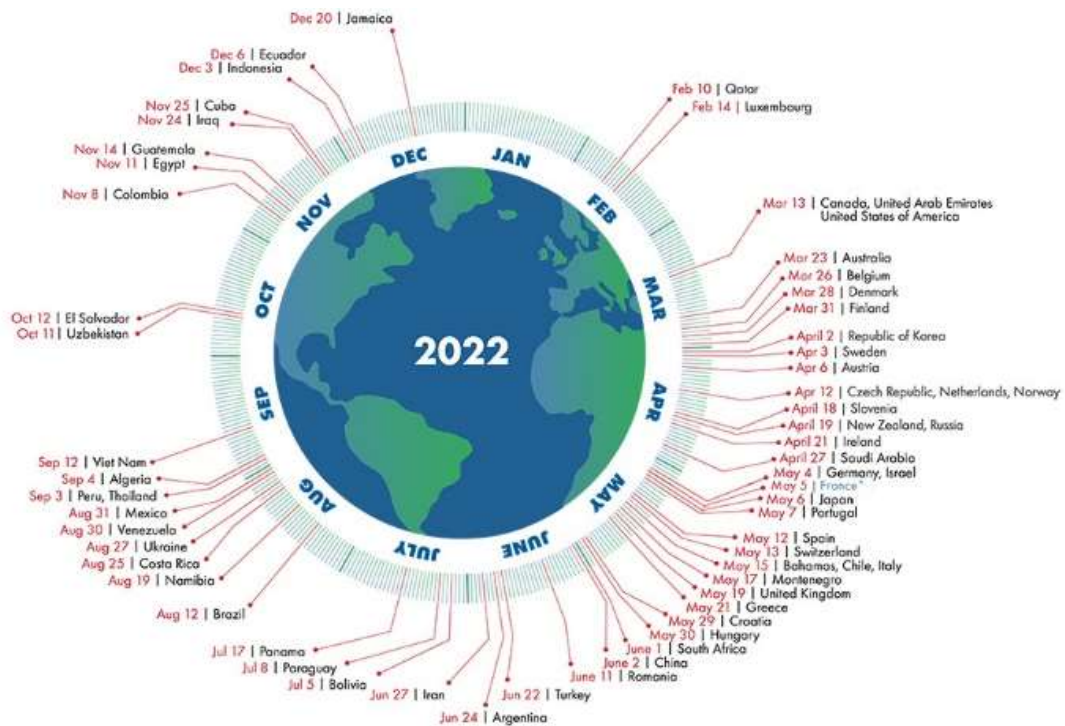 Dec 20 | Jamaica
Dec 6 | Ecuador
Dec 3 | Indonesia
Nov 25 | Cuba
Nov 24 | Iraq
Nov 14 | Guatemala
Nov 11 | Egypt
Nov 8 | Colombia
Oct 12 | El Salvador
Oct 11 | Uzbekistan
Sep 12 | Viet Nam
Sep 4 | Algeria
Sep 3 | Peru, Thailand
Aug 31 | Mexico
Aug 30 | Venezuela
Aug 27 | Ukraine
Aug 25 | Costa Rica
Aug 19 | Namibia
Aug 12 | Brazil
Jul 17 | Panama
Jul 8 | Paraguay
Jul 5 | Bolivia
Jun 27 | Iran
Jun 24 | Argentina
Jun 22 | Turkey
Feb 10 | Qatar
Feb 14 | Luxembourg
Mar 13 | Canada, United Arab Emirates
United States of America
Mar 23 | Australia
Mar 26 | Belgium
Mar 28 | Denmark
Mar 31 | Finland
April 2 | Republic of Korea
Apr 3 | Sweden
Apr 6 | Austria
Apr 12 | Czech Republic, Netherlands, Norway
April 18 | Slovenia
April 19 | New Zealand, Russia
April 21 | Ireland
April 27 | Saudi Arabia
May 4 | Germany, Israel
May 5 | France*
May 6 | Japan
May 7 | Portugal
May 12 | Spain
May 13 | Switzerland
May 15 | Bahamas, Chile, Italy
May 17 | Montenegro
May 19 | United Kingdom
May 21 | Greece
May 29 | Croatia
May 30 | Hungary
June 1 | South Africa
June 2 | China
June 11 | Romania
JAN
FEB
MAR
APR
MAY
JUNE
JULY
AUG
SEP
OCT
NOV
DEC
2022